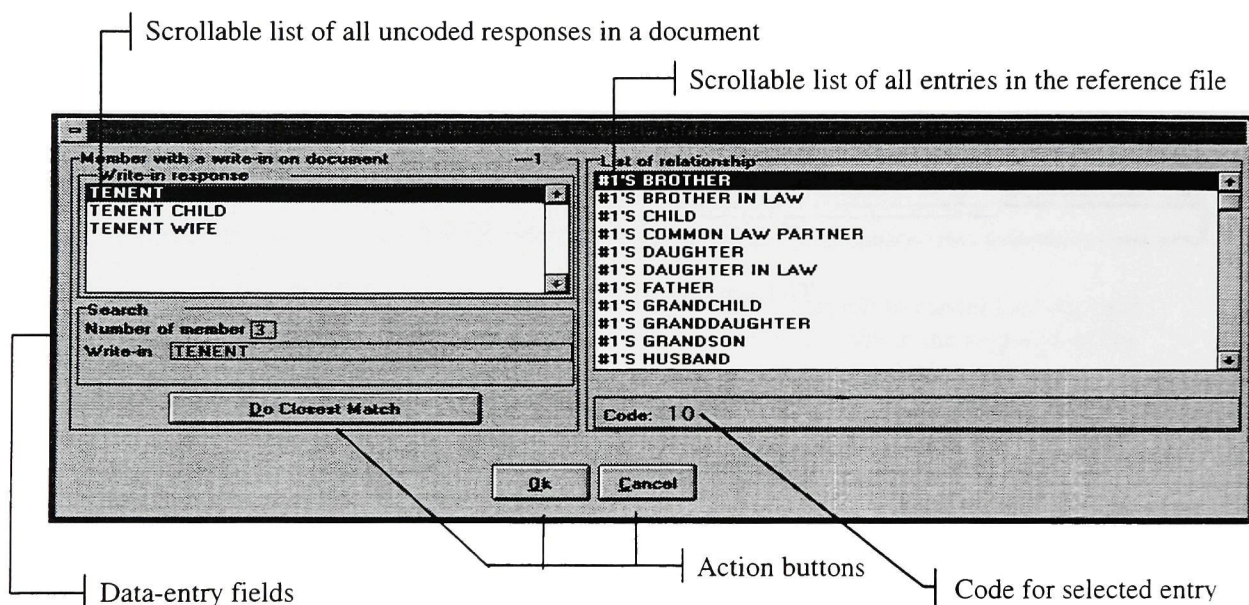 Scrollable list of all uncoded responses in a document
Scrollable list of all entries in the reference file
Member with a write-in on document —1
Write-in response
TENENT
TENENT CHILD
TENENT WIFE
Search
Number of member 3
Write-in TENENT
Do Closest Match
List of relationship
#1'S BROTHER
#1'S BROTHER IN LAW
#1'S CHILD
#1'S COMMON LAW PARTNER
#1'S DAUGHTER
#1'S DAUGHTER IN LAW
#1'S FATHER
#1'S GRANDCHILD
#1'S GRANDDAUGHTER
#1'S GRANDSON
#1'S HUSBAND
Code: 10
Ok Cancel
Action buttons
Data-entry fields
Code for selected entry